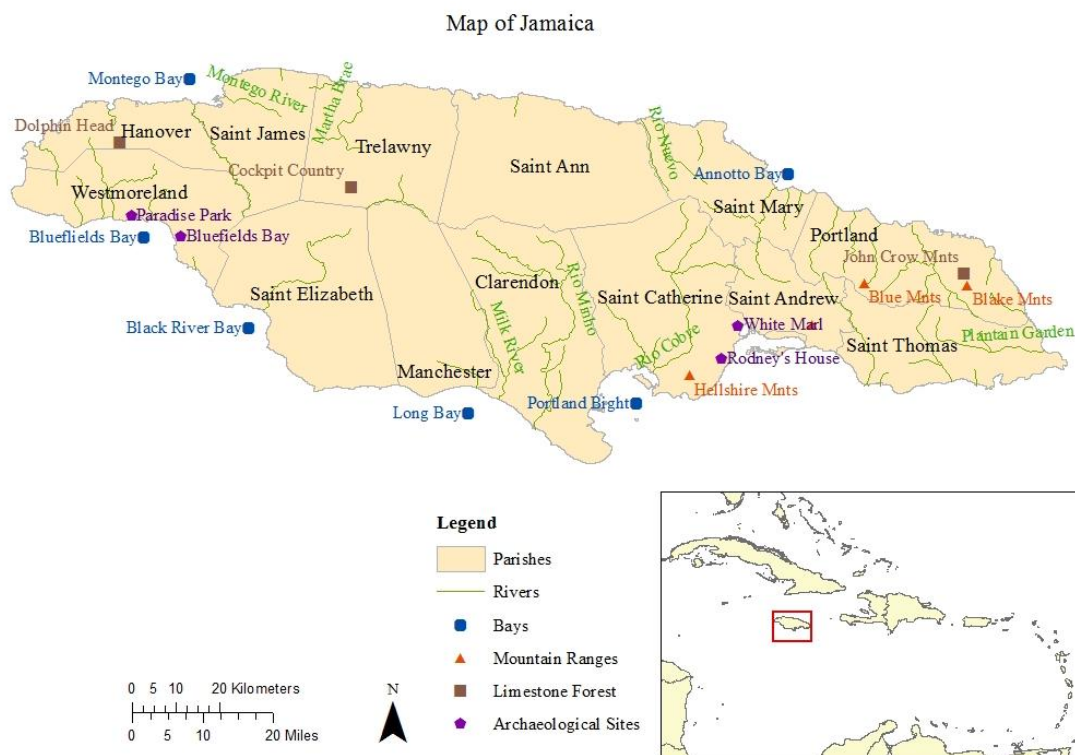 Map of Jamaica
Montego Bay
Montego River
Martha Brae
Dolphin Head
Hanover
Saint James
Trelawny
Cockpit Country
Saint Ann
Rio Nuevo
Annotto Bay
Westmoreland
Paradise Park
Blueflields Bay
Bluefields Bay
Saint Mary
Portland
John Crow Mnts
Blue Mnts
Blake Mnts
Saint Elizabeth
Clarendon
Rio Minho
Saint Catherine
Saint Andrew
White Marl
Plantain Garden
Saint Thomas
Black River Bay
Milk River
Rio Cobre
Rodney's House
Manchester
Hellshire Mnts
Long Bay
Portland Bight
Legend
Parishes
Rivers
Bays
Mountain Ranges
Limestone Forest
Archaeological Sites
0 5 10 20 Kilometers
0 5 10 20 Miles
N